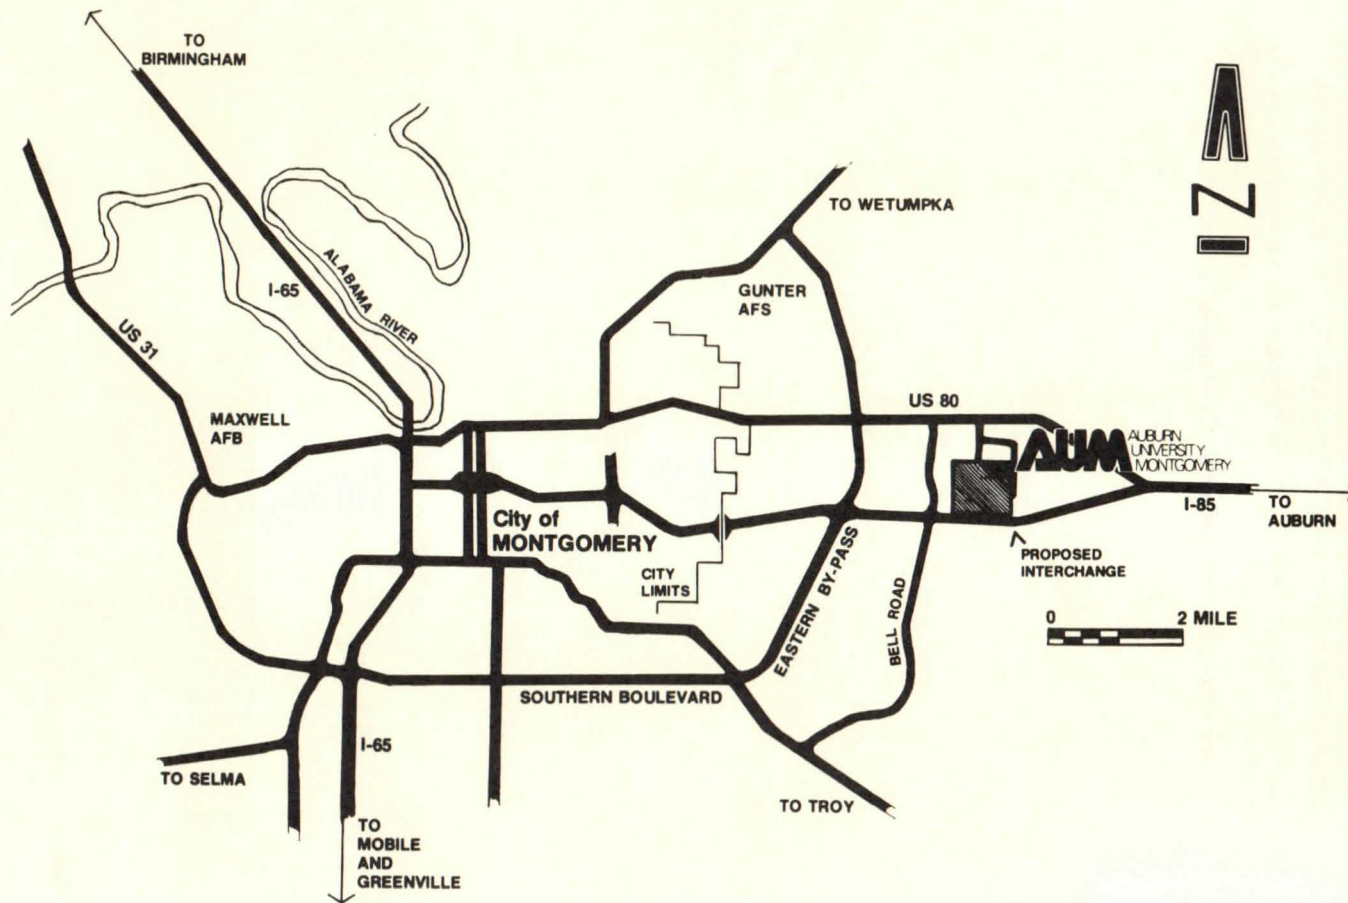 TO
BIRMINGHAM
N
TO WETUMPKA
ALABAMA RIVER
I-65
GUNTER
AFS
US 31
US 80
MAXWELL
AFB
AUM
AUBURN
UNIVERSITY
MONTGOMERY
I-85
TO
AUBURN
City of
MONTGOMERY
PROPOSED
INTERCHANGE
CITY
LIMITS
EASTERN BY-PASS
BELL ROAD
0 2 MILE
SOUTHERN BOULEVARD
I-65
TO SELMA
TO TROY
TO
MOBILE
AND
GREENVILLE